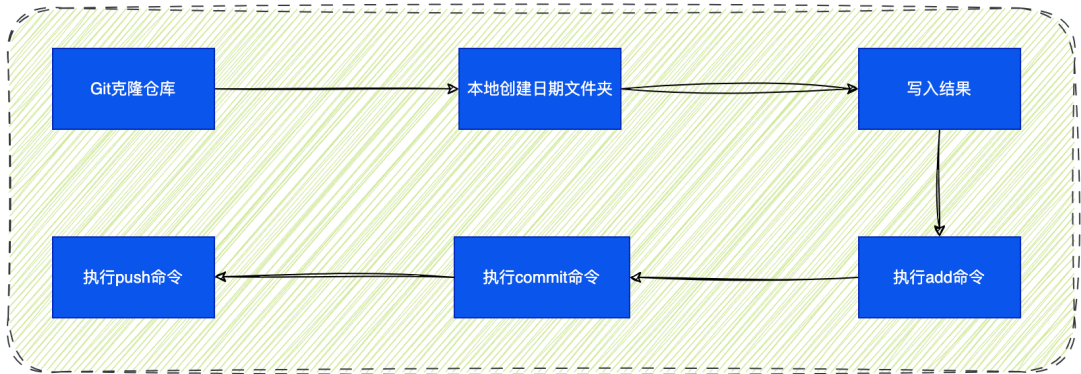 Git克隆仓库
本地创建日期文件夹
写入结果
执行add命令
执行commit命令
执行push命令